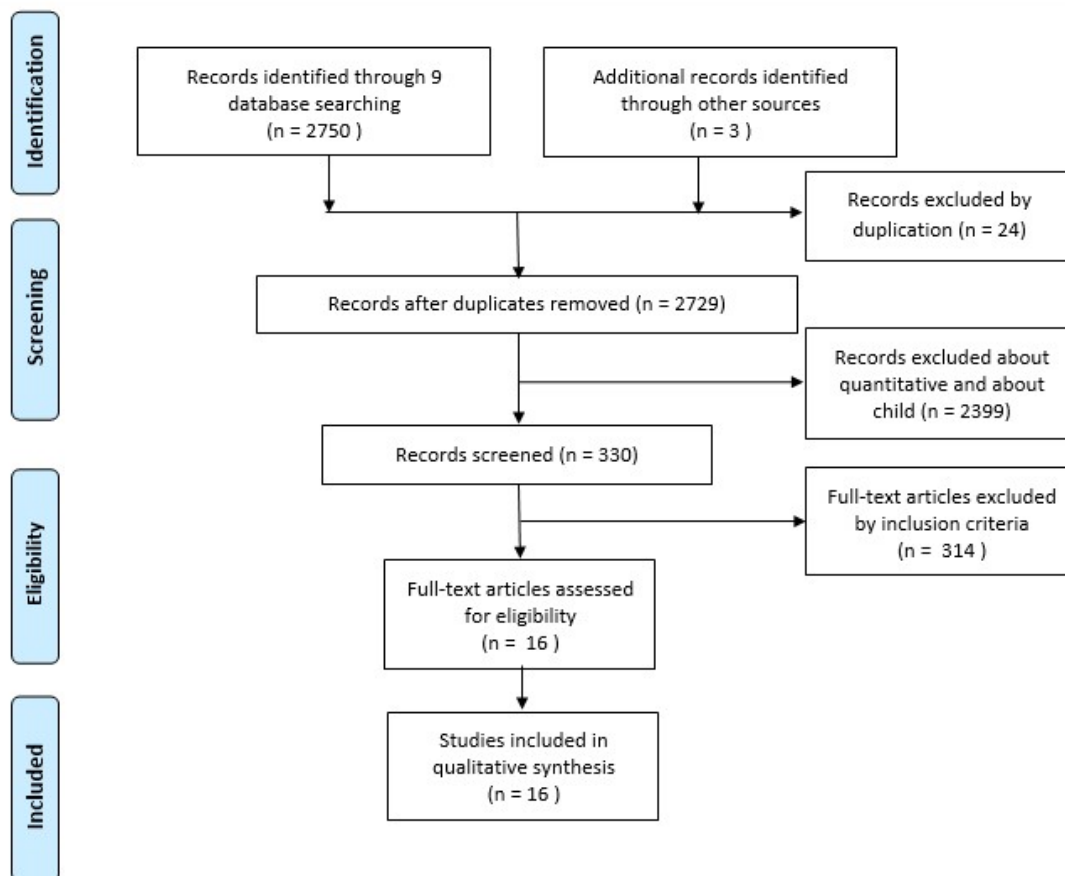 Identification
Records identified through 9
database searching
(n = 2750 )
Additional records identified
through other sources
(n = 3 )
Records excluded by
duplication (n = 24)
Screening
Records after duplicates removed (n = 2729)
Records excluded about
quantitative and about
child (n = 2399)
Records screened (n = 330)
Eligibility
Full-text articles excluded
by inclusion criteria
(n =  314 )
Full-text articles assessed
for eligibility
(n =  16 )
Included
Studies included in
qualitative synthesis
(n = 16 )